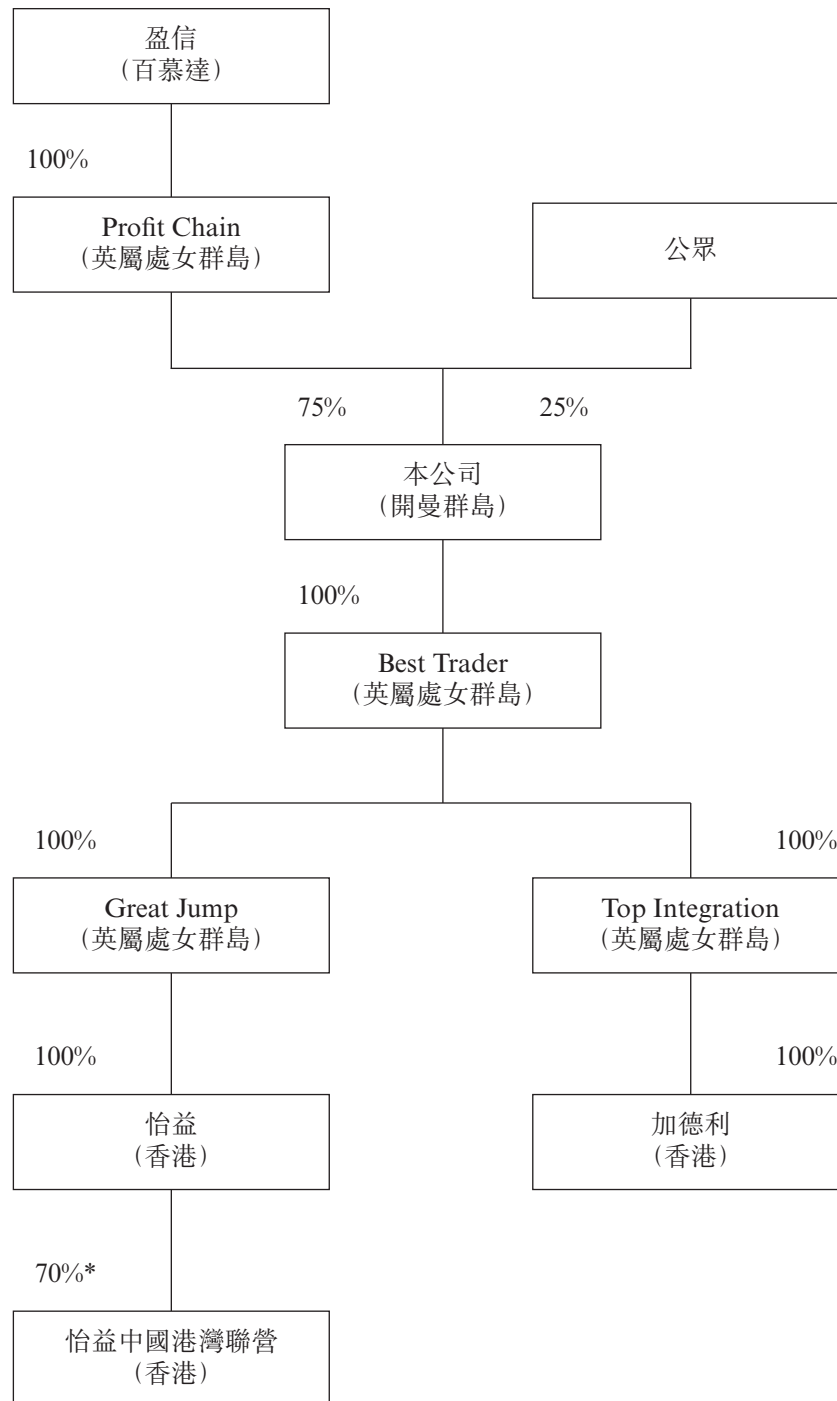 盈信
（百慕達）
100%
Profit Chain
（英屬處女群島）
公眾
75%
25%
本公司
（開曼群島）
100%
Best Trader
（英屬處女群島）
100%
100%
Great Jump
（英屬處女群島）
Top Integration
（英屬處女群島）
100%
100%
怡益
（香港）
加德利
（香港）
70%*
怡益中國港灣聯營
（香港）